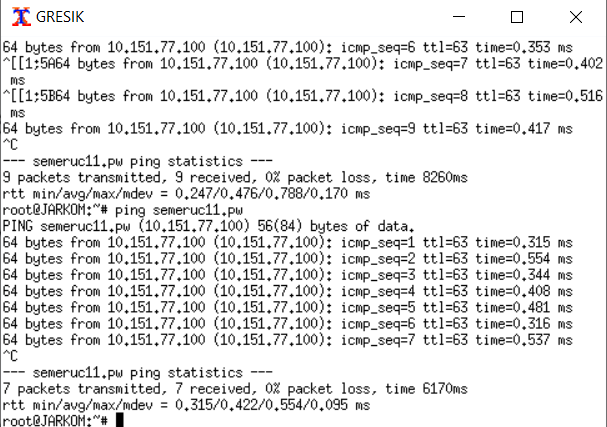 GRESIK
64 bytes from 10.151.77.100 (10.151.77.100): icmp_seq=6 ttl=63 time=0.353 ms
^[[1;5A64 bytes from 10.151.77.100 (10.151.77.100): icmp_seq=7 ttl=63 time=0.402
 ms
^[[1;5B64 bytes from 10.151.77.100 (10.151.77.100): icmp_seq=8 ttl=63 time=0.516
 ms
64 bytes from 10.151.77.100 (10.151.77.100): icmp_seq=9 ttl=63 time=0.417 ms
^C
--- semeruc11.pw ping statistics ---
9 packets transmitted, 9 received, 0% packet loss, time 8260ms
rtt min/avg/max/mdev = 0.247/0.476/0.788/0.170 ms
root@JARKOM:~# ping semeruc11.pw
PING semeruc11.pw (10.151.77.100) 56(84) bytes of data.
64 bytes from 10.151.77.100 (10.151.77.100): icmp_seq=1 ttl=63 time=0.315 ms
64 bytes from 10.151.77.100 (10.151.77.100): icmp_seq=2 ttl=63 time=0.554 ms
64 bytes from 10.151.77.100 (10.151.77.100): icmp_seq=3 ttl=63 time=0.344 ms
64 bytes from 10.151.77.100 (10.151.77.100): icmp_seq=4 ttl=63 time=0.408 ms
64 bytes from 10.151.77.100 (10.151.77.100): icmp_seq=5 ttl=63 time=0.481 ms
64 bytes from 10.151.77.100 (10.151.77.100): icmp_seq=6 ttl=63 time=0.316 ms
64 bytes from 10.151.77.100 (10.151.77.100): icmp_seq=7 ttl=63 time=0.537 ms
^C
--- semeruc11.pw ping statistics ---
7 packets transmitted, 7 received, 0% packet loss, time 6170ms
rtt min/avg/max/mdev = 0.315/0.422/0.554/0.095 ms
root@JARKOM:~#